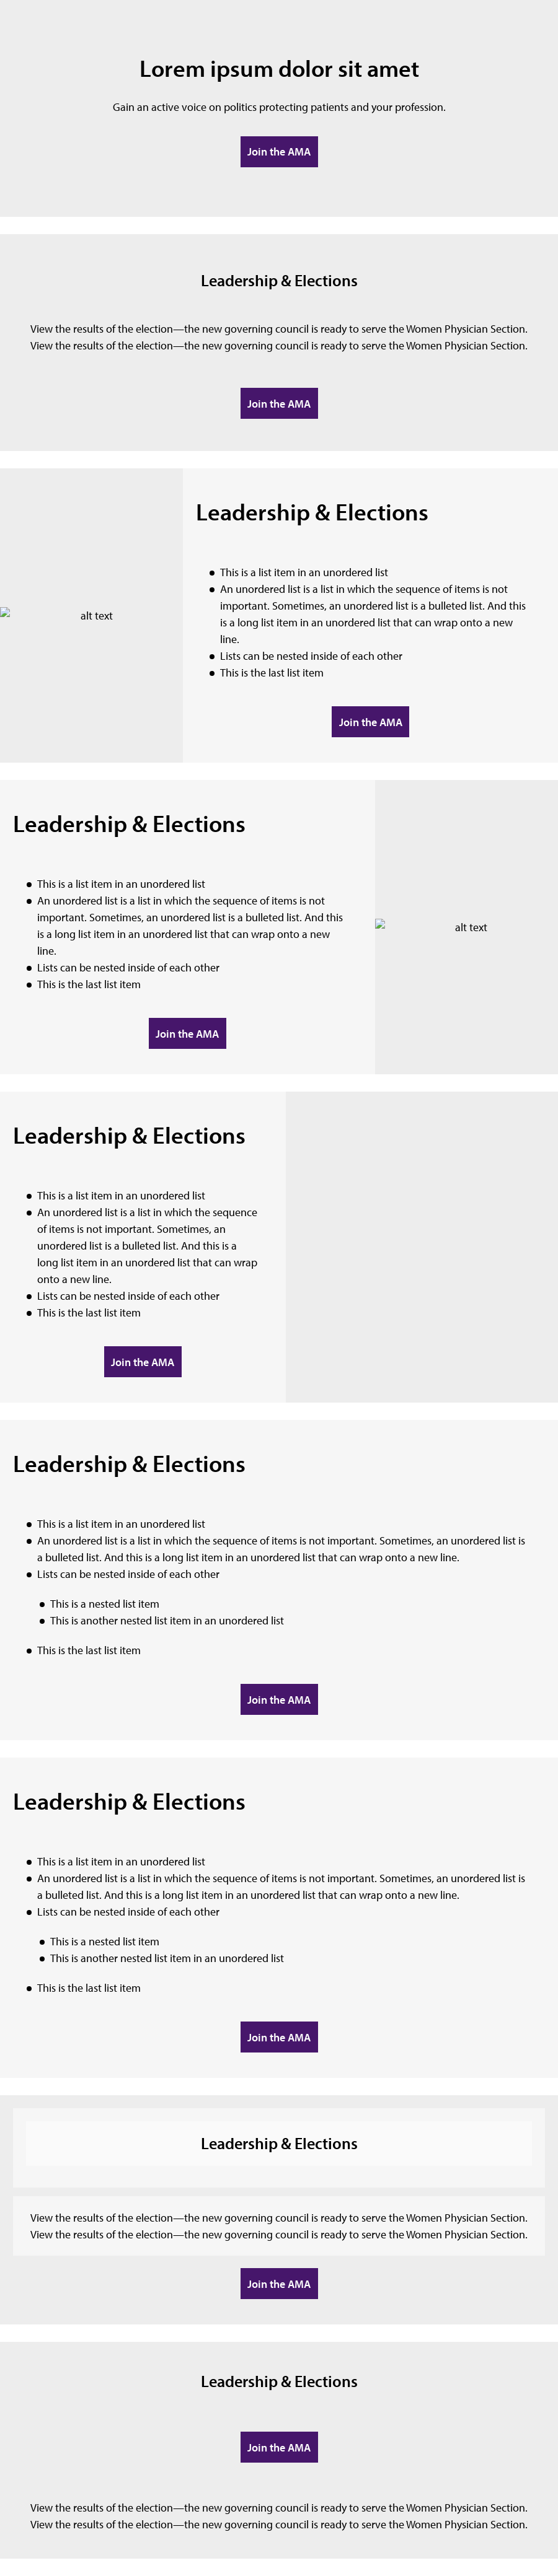 Lorem ipsum dolor sit amet
Gain an active voice on politics protecting patients and your profession.
Join the AMA
Leadership & Elections
View the results of the election—the new governing council is ready to serve the Women Physician Section.
View the results of the election—the new governing council is ready to serve the Women Physician Section.
Join the AMA
alt text
Leadership & Elections
This is a list item in an unordered list
An unordered list is a list in which the sequence of items is not
important. Sometimes, an unordered list is a bulleted list. And this
is a long list item in an unordered list that can wrap onto a new
line.
Lists can be nested inside of each other
This is the last list item
Join the AMA
Leadership & Elections
This is a list item in an unordered list
An unordered list is a list in which the sequence of items is not
important. Sometimes, an unordered list is a bulleted list. And this
is a long list item in an unordered list that can wrap onto a new
line.
Lists can be nested inside of each other
This is the last list item
Join the AMA
alt text
Leadership & Elections
This is a list item in an unordered list
An unordered list is a list in which the sequence
of items is not important. Sometimes, an
unordered list is a bulleted list. And this is a
long list item in an unordered list that can wrap
onto a new line.
Lists can be nested inside of each other
This is the last list item
Join the AMA
Leadership & Elections
This is a list item in an unordered list
An unordered list is a list in which the sequence of items is not important. Sometimes, an unordered list is
a bulleted list. And this is a long list item in an unordered list that can wrap onto a new line.
Lists can be nested inside of each other
This is a nested list item
This is another nested list item in an unordered list
This is the last list item
Join the AMA
Leadership & Elections
This is a list item in an unordered list
An unordered list is a list in which the sequence of items is not important. Sometimes, an unordered list is
a bulleted list. And this is a long list item in an unordered list that can wrap onto a new line.
Lists can be nested inside of each other
This is a nested list item
This is another nested list item in an unordered list
This is the last list item
Join the AMA
Leadership & Elections
View the results of the election—the new governing council is ready to serve the Women Physician Section.
View the results of the election—the new governing council is ready to serve the Women Physician Section.
Join the AMA
Leadership & Elections
Join the AMA
View the results of the election—the new governing council is ready to serve the Women Physician Section.
View the results of the election—the new governing council is ready to serve the Women Physician Section.